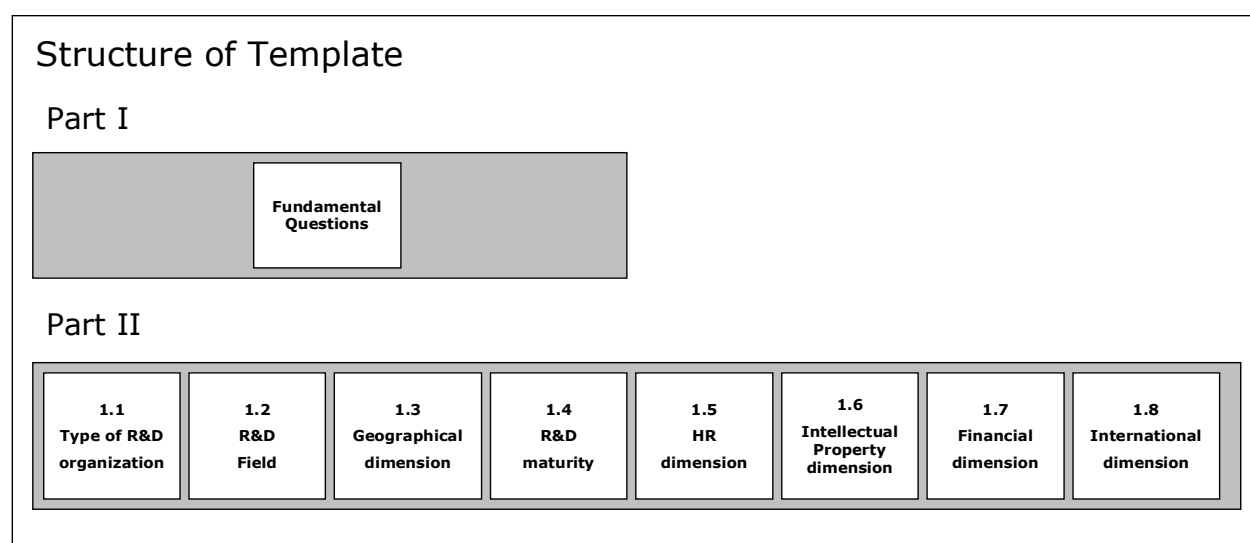 Structure of Template
Part I
Fundamental
Questions
Part II
1.1
Type of R&D
organization
1.2
R&D
Field
1.3
Geographical
dimension
1.4
R&D
maturity
1.5
HR
dimension
1.6
Intellectual
Property
dimension
1.7
Financial
dimension
1.8
International
dimension